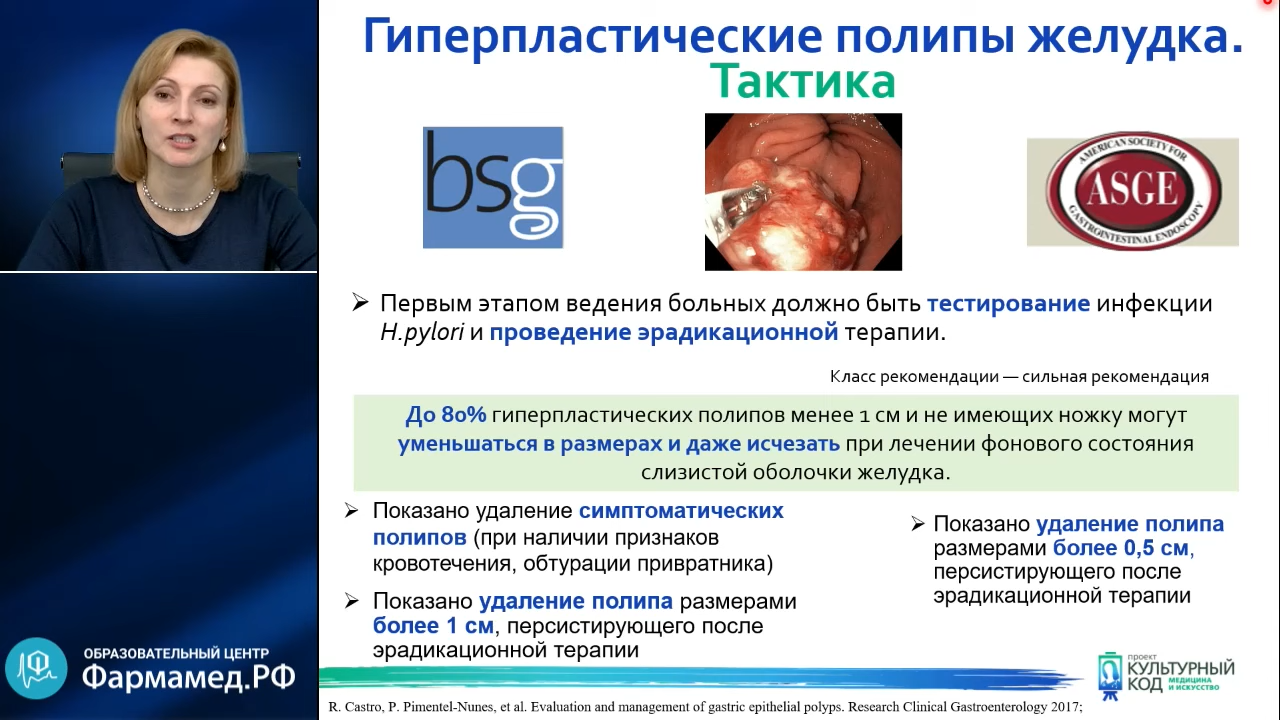 Гиперпластические полипы желудка.
Тактика
bsg
AMERICAN SOCIETY FOR
ASGE
GASTROINTESTINAL ENDOSCOPY
Первым этапом ведения больных должно быть тестирование инфекции
H.pylori и проведение эрадикационной терапии.
Класс рекомендации — сильная рекомендация
До 80% гиперпластических полипов менее 1 см и не имеющих ножку могут
уменьшаться в размерах и даже исчезать при лечении фонового состояния
слизистой оболочки желудка.
Показано удаление симптоматических
полипов (при наличии признаков
кровотечения, обтурации привратника)
Показано удаление полипа размерами
более 1 см, персистирующего после
эрадикационной терапии
Показано удаление полипа
размерами более 0,5 см,
персистирующего после
эрадикационной терапии
ОБРАЗОВАТЕЛЬНЫЙ ЦЕНТР
Фармамед.РФ
проект
КУЛЬТУРНЫЙ
КОД МЕДИЦИНА
И ИСКУССТВО
R. Castro, P. Pimentel-Nunes, et al. Evaluation and management of gastric epithelial polyps. Research Clinical Gastroenterology 2017;